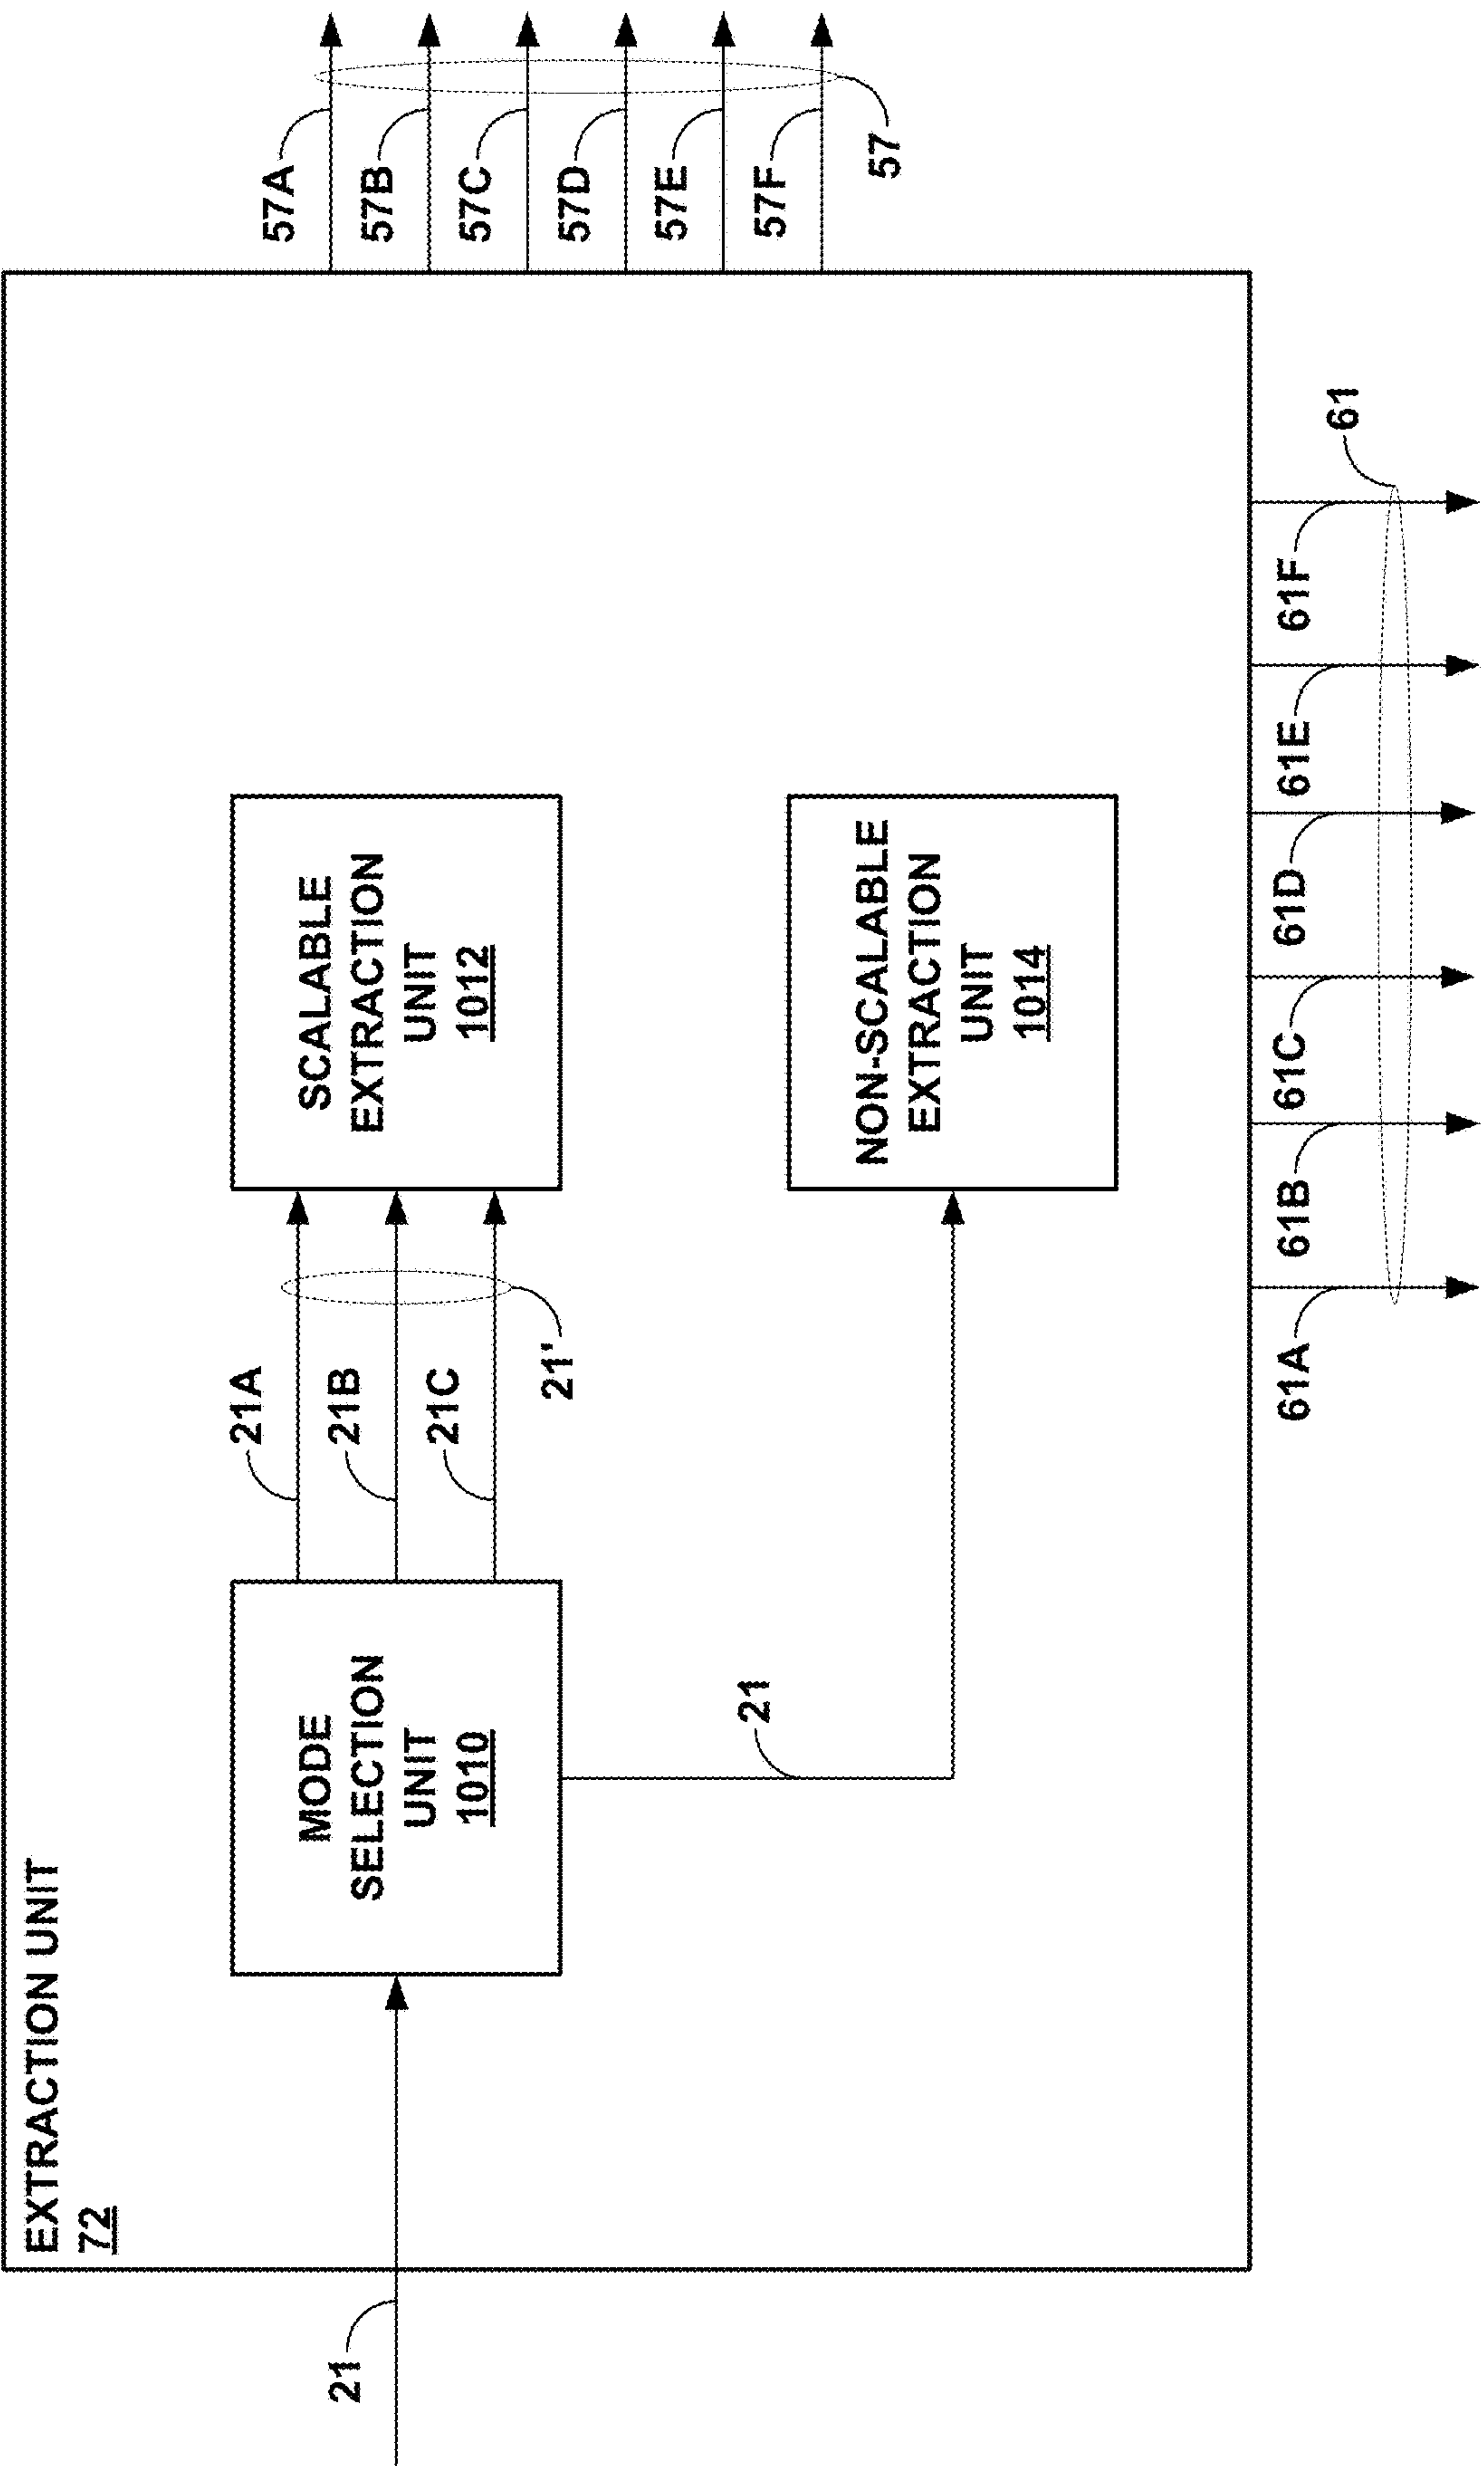 EXTRACTION UNIT
72
21
MODE
SELECTION
UNIT
1010
21A
21B
21C
21'
21
SCALABLE
EXTRACTION
UNIT
1012
NON-SCALABLE
EXTRACTION
UNIT
1014
57A
57B
57C
57D
57E
57F
57
61A
61B
61C
61D
61E
61F
61